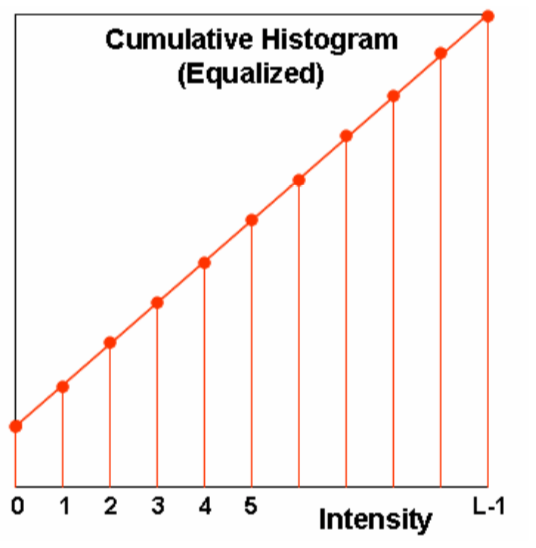 Cumulative Histogram
(Equalized)
0 1 2 3 4 5 L-1
Intensity